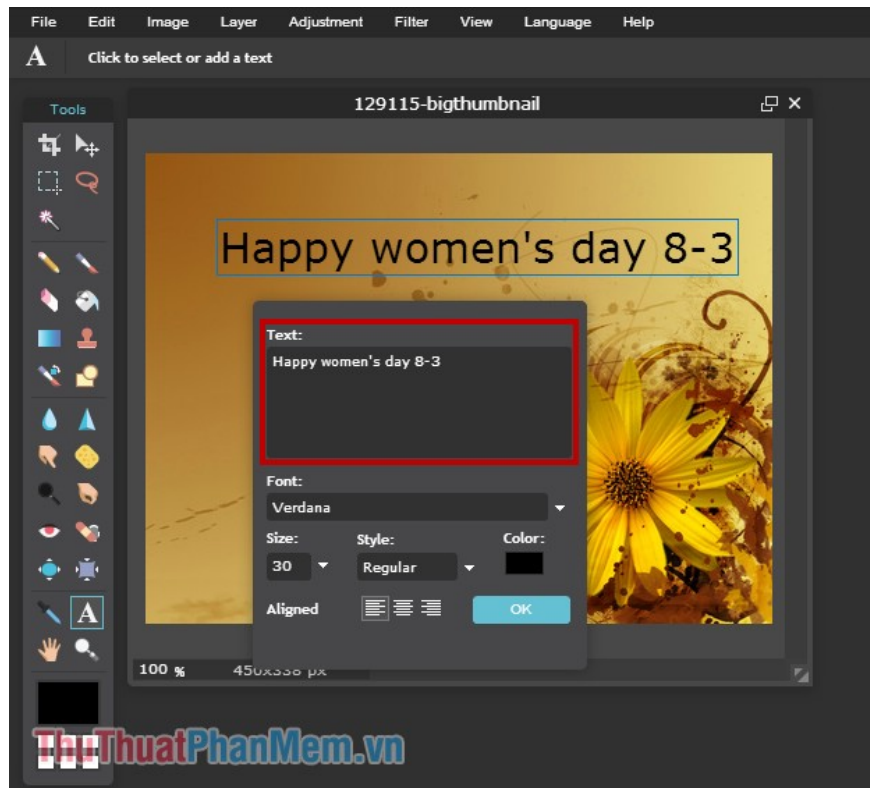 File Edit Image Layer Adjustment Filter View Language Help
A Click to select or add a text
Tools
129115-bigthumbnail
Happy women's day 8-3
Text:
Happy women's day 8-3
Font:
Verdana
Size: Style: Color:
30 Regular
Aligned OK
A
100 % 450x338 px
ThuThuatPhanMem.vn